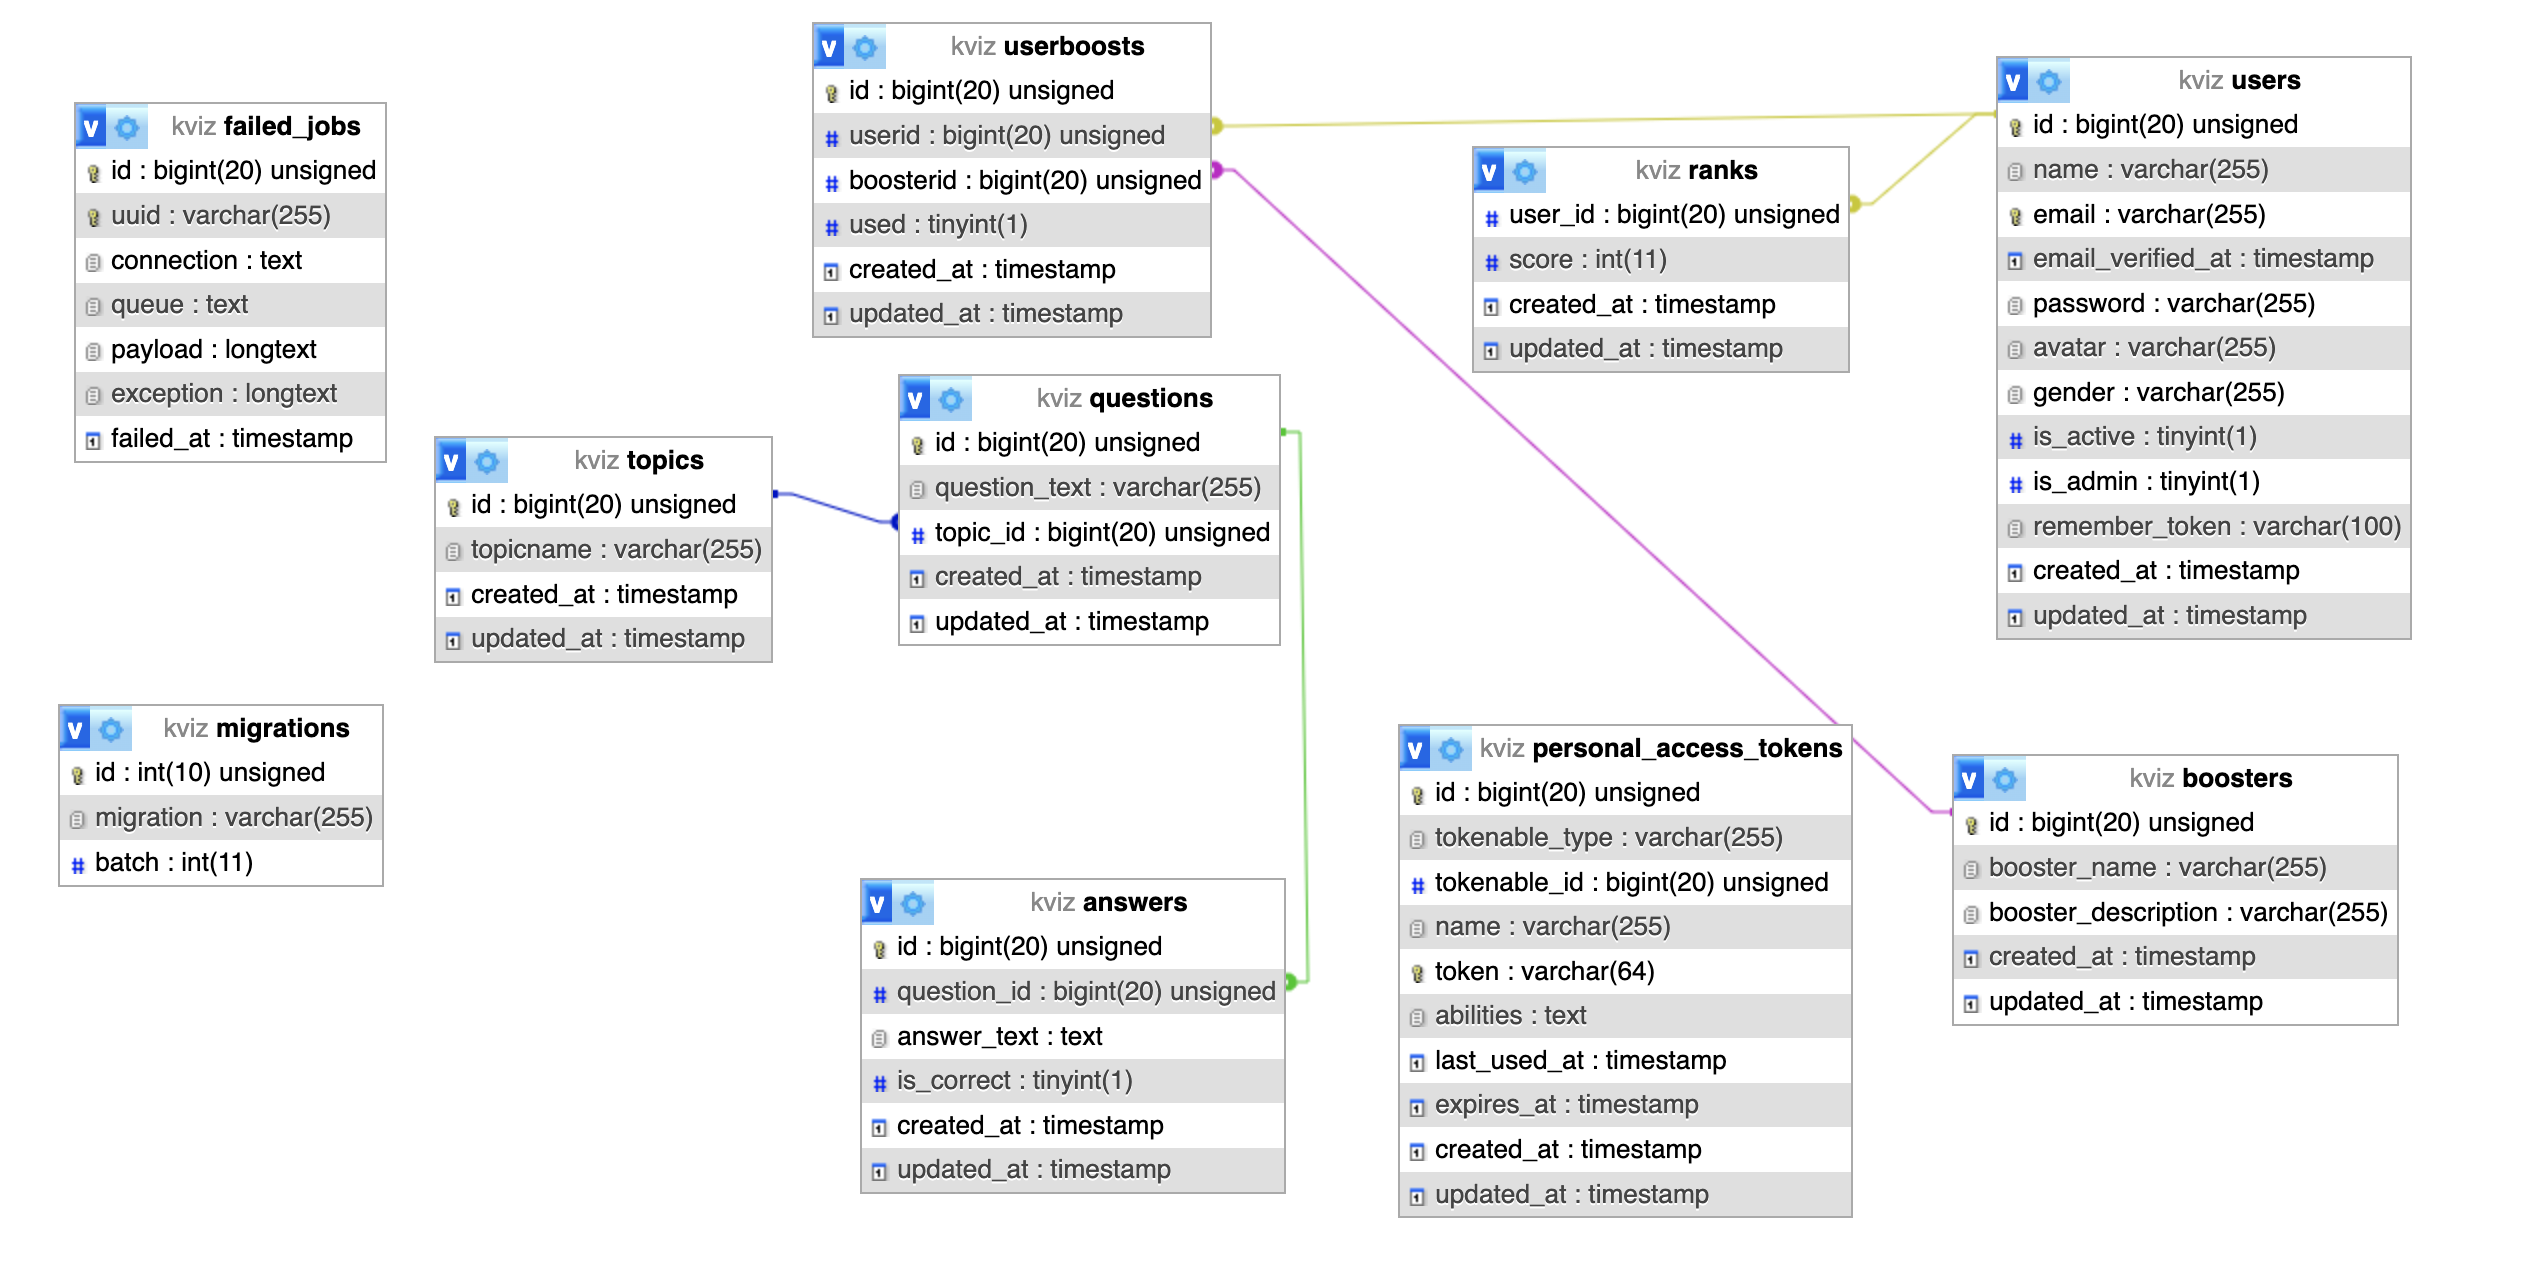 v kviz userboosts
id : bigint(20) unsigned
userid : bigint(20) unsigned
boosterid : bigint(20) unsigned
used : tinyint(1)
created_at : timestamp
updated_at : timestamp
v kviz users
id : bigint(20) unsigned
name : varchar(255)
email : varchar(255)
email_verified_at : timestamp
password : varchar(255)
avatar : varchar(255)
gender : varchar(255)
is_active : tinyint(1)
is_admin : tinyint(1)
remember_token : varchar(100)
created_at : timestamp
updated_at : timestamp
v kviz failed_jobs
id : bigint(20) unsigned
uuid : varchar(255)
connection : text
queue : text
payload : longtext
exception : longtext
failed_at : timestamp
v kviz ranks
user_id : bigint(20) unsigned
score : int(11)
created_at : timestamp
updated_at : timestamp
v kviz questions
id : bigint(20) unsigned
question_text : varchar(255)
topic_id : bigint(20) unsigned
created_at : timestamp
updated_at : timestamp
v kviz topics
id : bigint(20) unsigned
topicname : varchar(255)
created_at : timestamp
updated_at : timestamp
v kviz migrations
id : int(10) unsigned
migration : varchar(255)
batch : int(11)
v kviz personal_access_tokens
id : bigint(20) unsigned
tokenable_type : varchar(255)
tokenable_id : bigint(20) unsigned
name : varchar(255)
token : varchar(64)
abilities : text
last_used_at : timestamp
expires_at : timestamp
created_at : timestamp
updated_at : timestamp
v kviz boosters
id : bigint(20) unsigned
booster_name : varchar(255)
booster_description : varchar(255)
created_at : timestamp
updated_at : timestamp
v kviz answers
id : bigint(20) unsigned
question_id : bigint(20) unsigned
answer_text : text
is_correct : tinyint(1)
created_at : timestamp
updated_at : timestamp